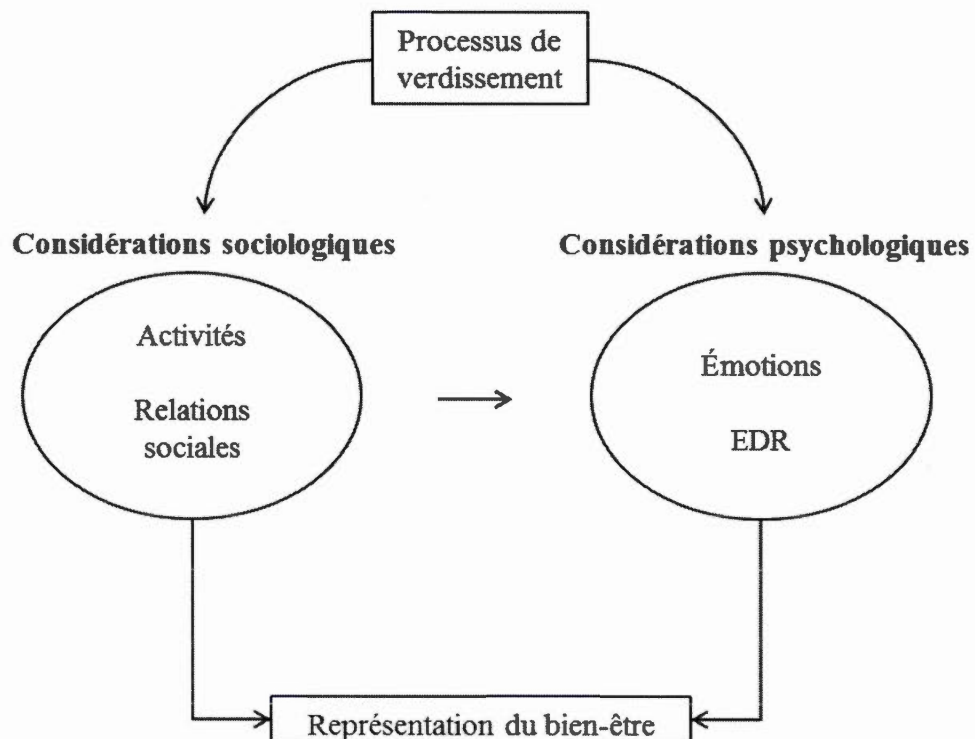 Processus de
verdissement
Considérations sociologiques
Considérations psychologiques
Activités
Relations
sociales
Émotions
EDR
Représentation du bien-être